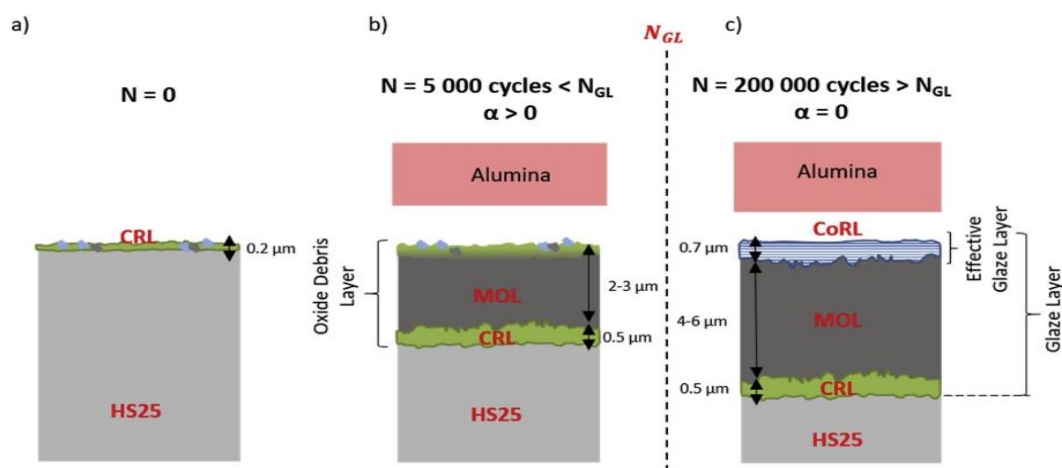 a)
N = 0
CRL
0.2 µm
HS25
b)
N = 5 000 cycles < N_GL
α > 0
Alumina
Oxide Debris
Layer
MOL
2-3 µm
CRL
0.5 µm
HS25
N_GL
c)
N = 200 000 cycles > N_GL
α = 0
Alumina
CoRL
0.7 µm
Effective
Glaze Layer
MOL
4-6 µm
Glaze Layer
CRL
0.5 µm
HS25